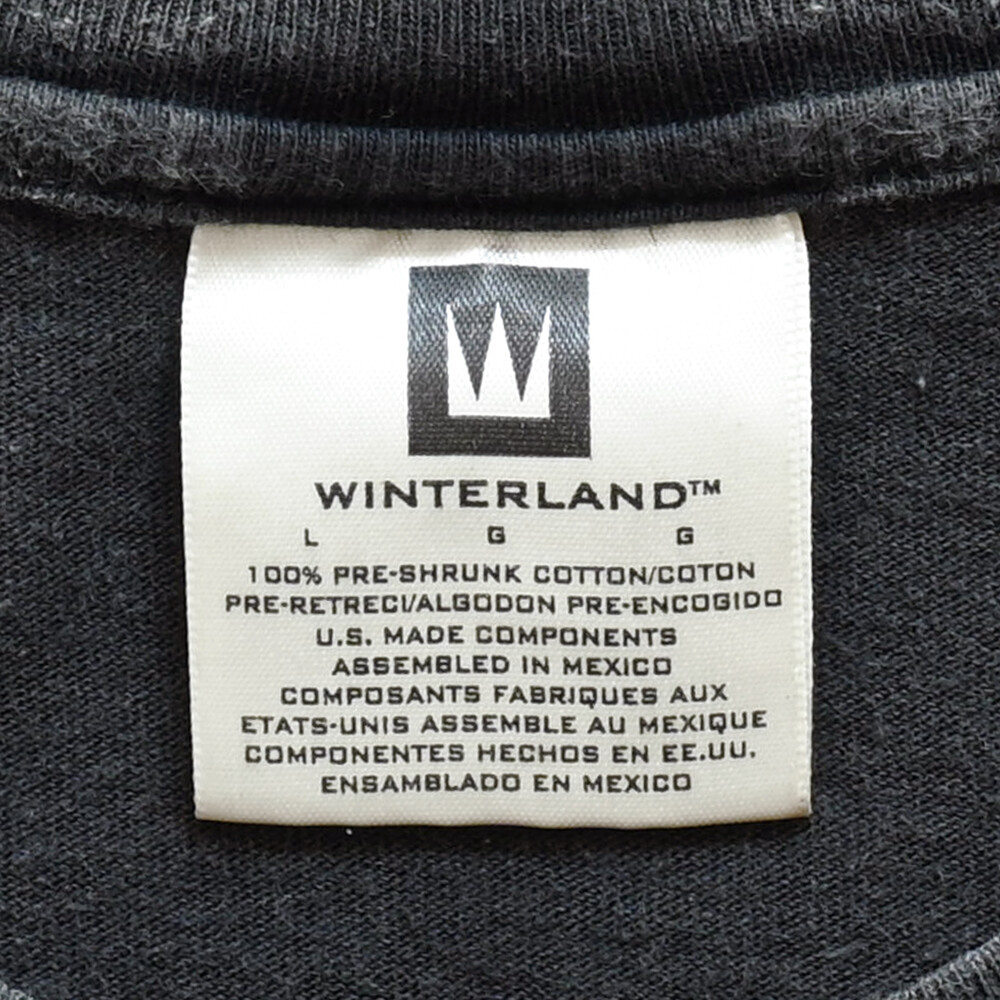 W
WINTERLAND™
L G G
100% PRE-SHRUNK COTTON/COTON
PRE-RETRECI/ALGODON PRE-ENCOGIDO
U.S. MADE COMPONENTS
ASSEMBLED IN MEXICO
COMPOSANTS FABRIQUES AUX
ETATS-UNIS ASSEMBLE AU MEXIQUE
COMPONENTES HECHOS EN EE.UU.
ENSAMBLADO EN MEXICO